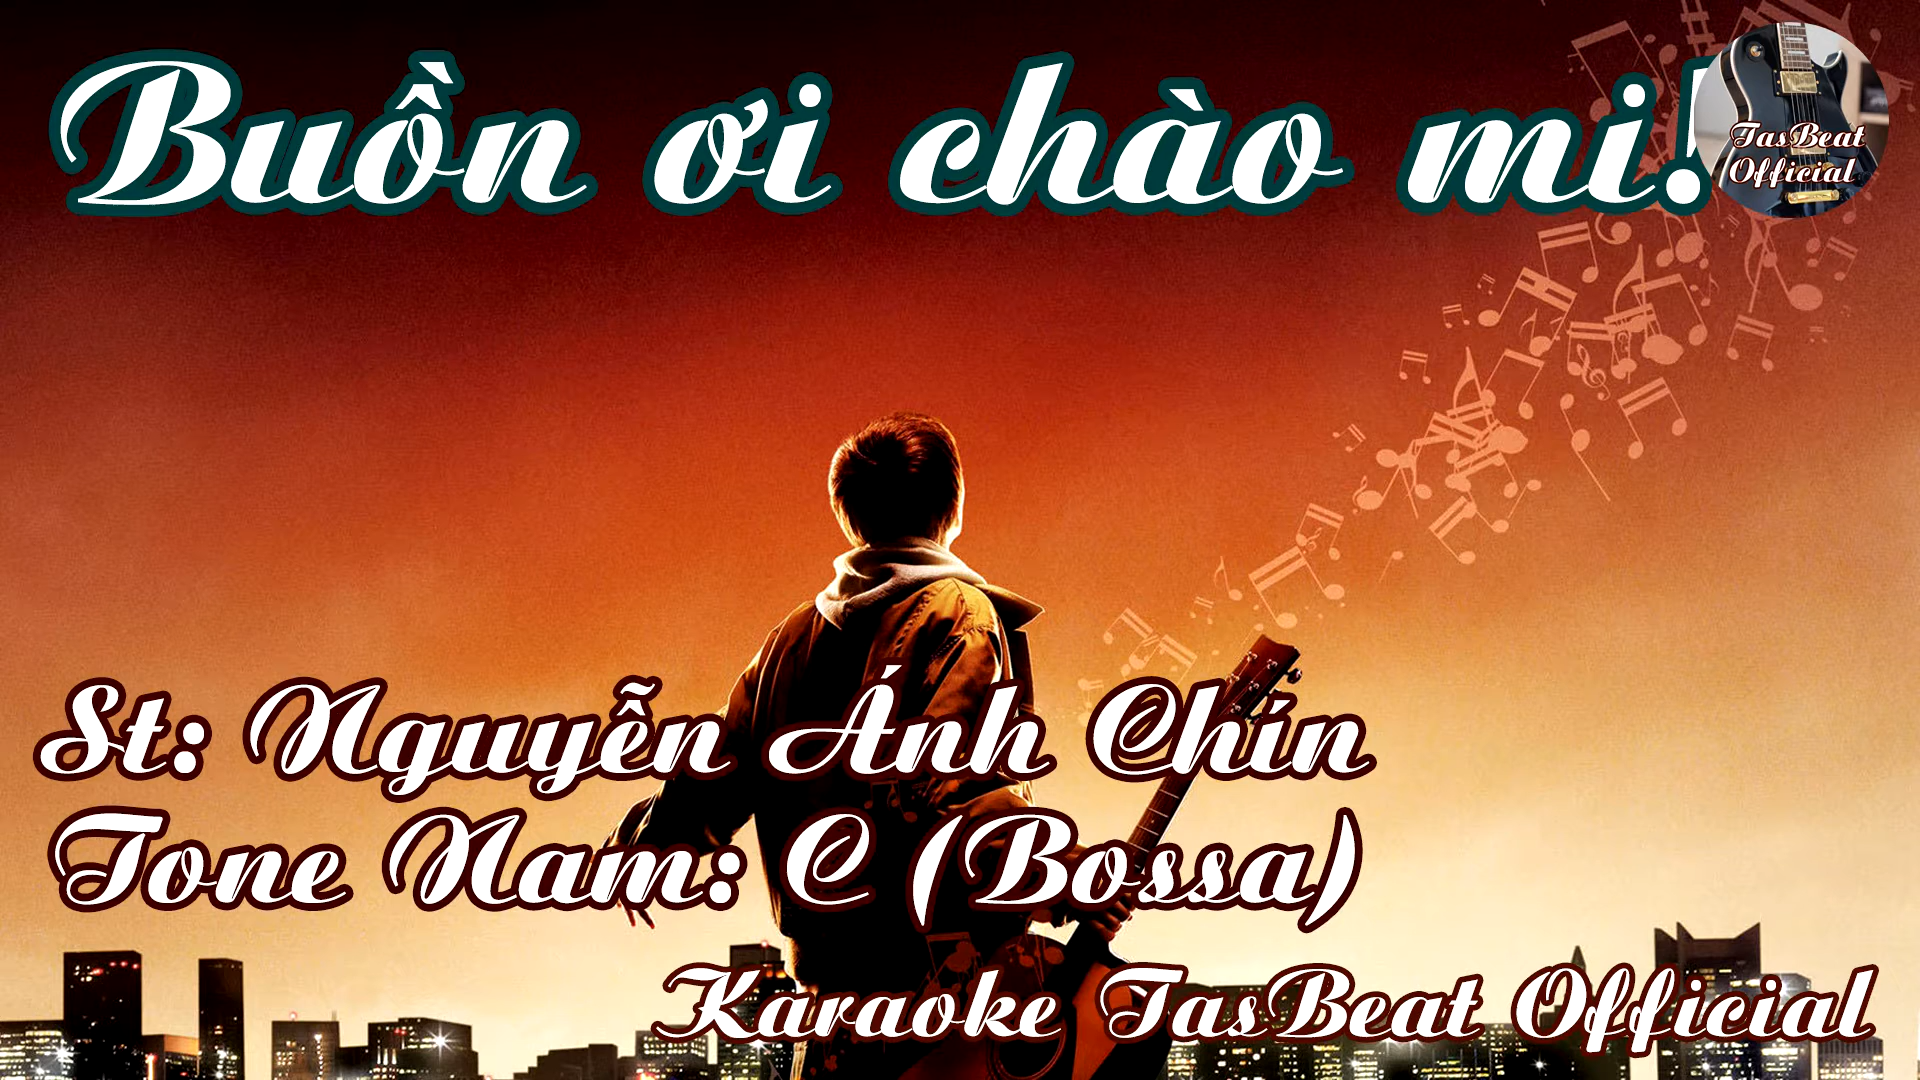 Buồn ơi chào mi!
TasBeat
Official
St: Nguyễn Ánh Chín
Tone Nam: C (Bossa)
Karaoke TasBeat Official